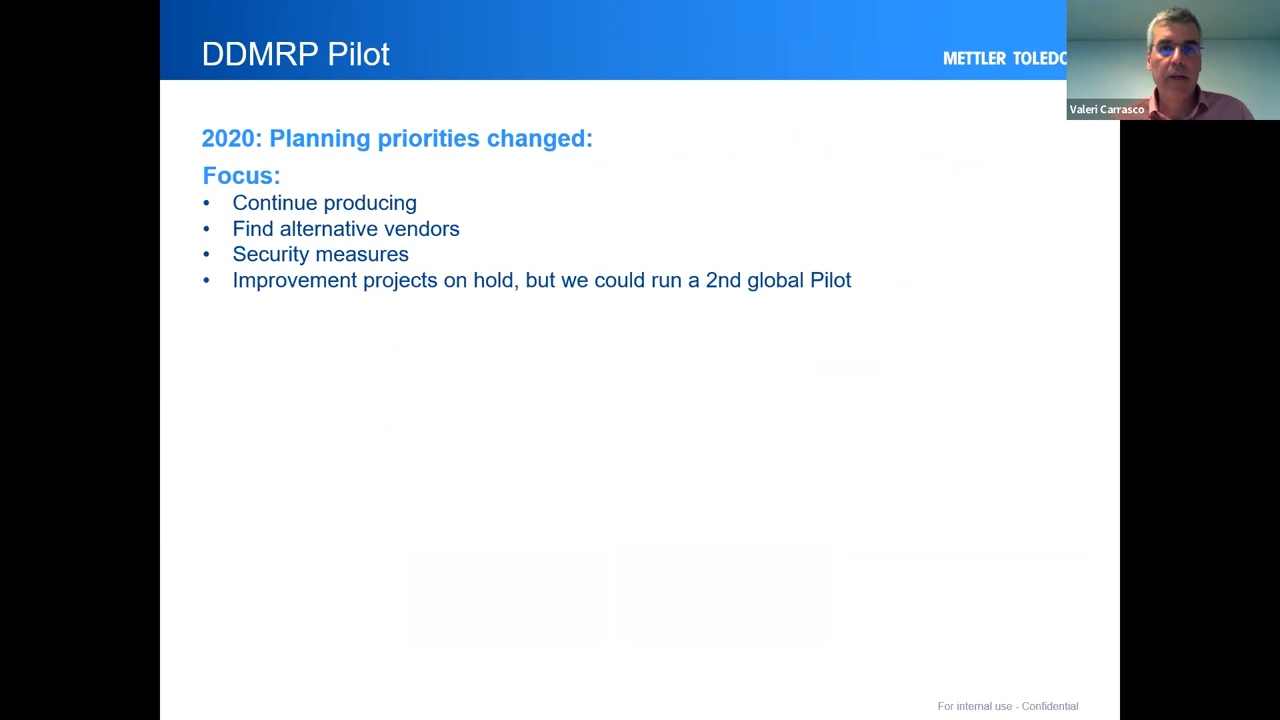 DDMRP Pilot
METTLER TOLEDO
Valeri Carrasco
2020: Planning priorities changed:
Focus:
• Continue producing
• Find alternative vendors
• Security measures
• Improvement projects on hold, but we could run a 2nd global Pilot
For internal use - Confidential